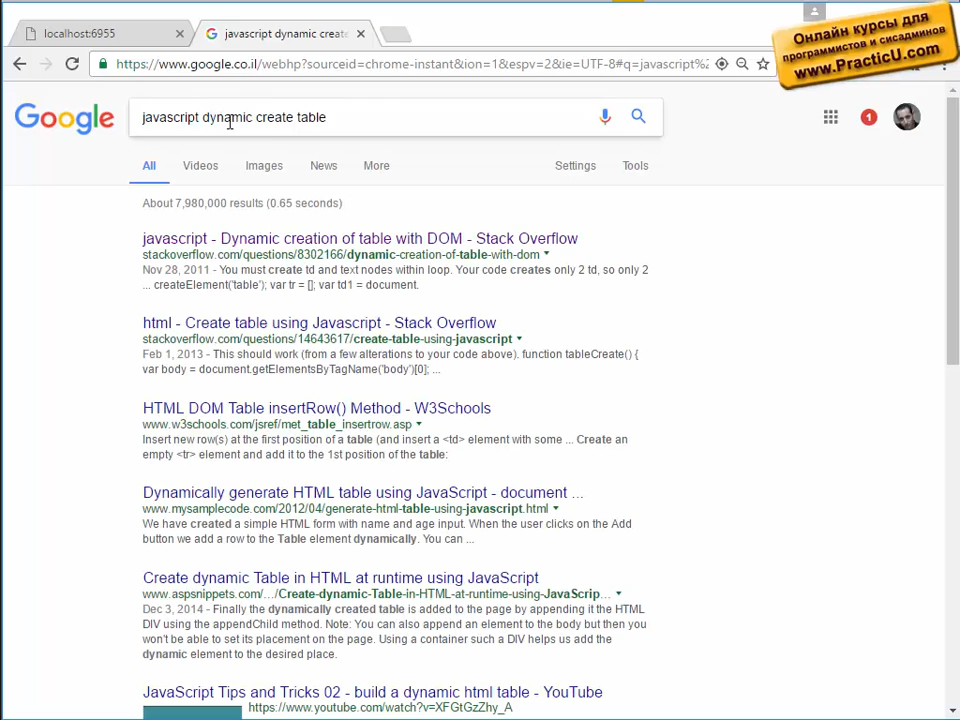 localhost:6955
javascript dynamic create
Онлайн курсы для
программистов и сисадминов
www.PracticU.com
https://www.google.co.il/webhp?sourceid=chrome-instant&ion=1&espv=2&ie=UTF-8#q=javascript%2
Google
javascript dynamic create table
1
All
Videos
Images
News
More
Settings
Tools
About 7,980,000 results (0.65 seconds)
javascript - Dynamic creation of table with DOM - Stack Overflow
stackoverflow.com/questions/8302166/dynamic-creation-of-table-with-dom
Nov 28, 2011 - You must create td and text nodes within loop. Your code creates only 2 td, so only 2
... createElement('table'); var tr = []; var td1 = document.
html - Create table using Javascript - Stack Overflow
stackoverflow.com/questions/14643617/create-table-using-javascript
Feb 1, 2013 - This should work (from a few alterations to your code above). function tableCreate() {
var body = document.getElementsByTagName('body')[0]; ...
HTML DOM Table insertRow() Method - W3Schools
www.w3schools.com/jsref/met_table_insertrow.asp
Insert new row(s) at the first position of a table (and insert a <td> element with some ... Create an
empty <tr> element and add it to the 1st position of the table:
Dynamically generate HTML table using JavaScript - document ...
www.mysamplecode.com/2012/04/generate-html-table-using-javascript.html
We have created a simple HTML form with name and age input. When the user clicks on the Add
button we add a row to the Table element dynamically. You can ...
Create dynamic Table in HTML at runtime using JavaScript
www.aspsnippets.com/.../Create-dynamic-Table-in-HTML-at-runtime-using-JavaScrip...
Dec 3, 2014 - Finally the dynamically created table is added to the page by appending it the HTML
DIV using the appendChild method. Note: You can also append an element to the body but then you
won't be able to set its placement on the page. Using a container such a DIV helps us add the
dynamic element to the desired place.
JavaScript Tips and Tricks 02 - build a dynamic html table - YouTube
https://www.youtube.com/watch?v=XFGtGzZhy_A